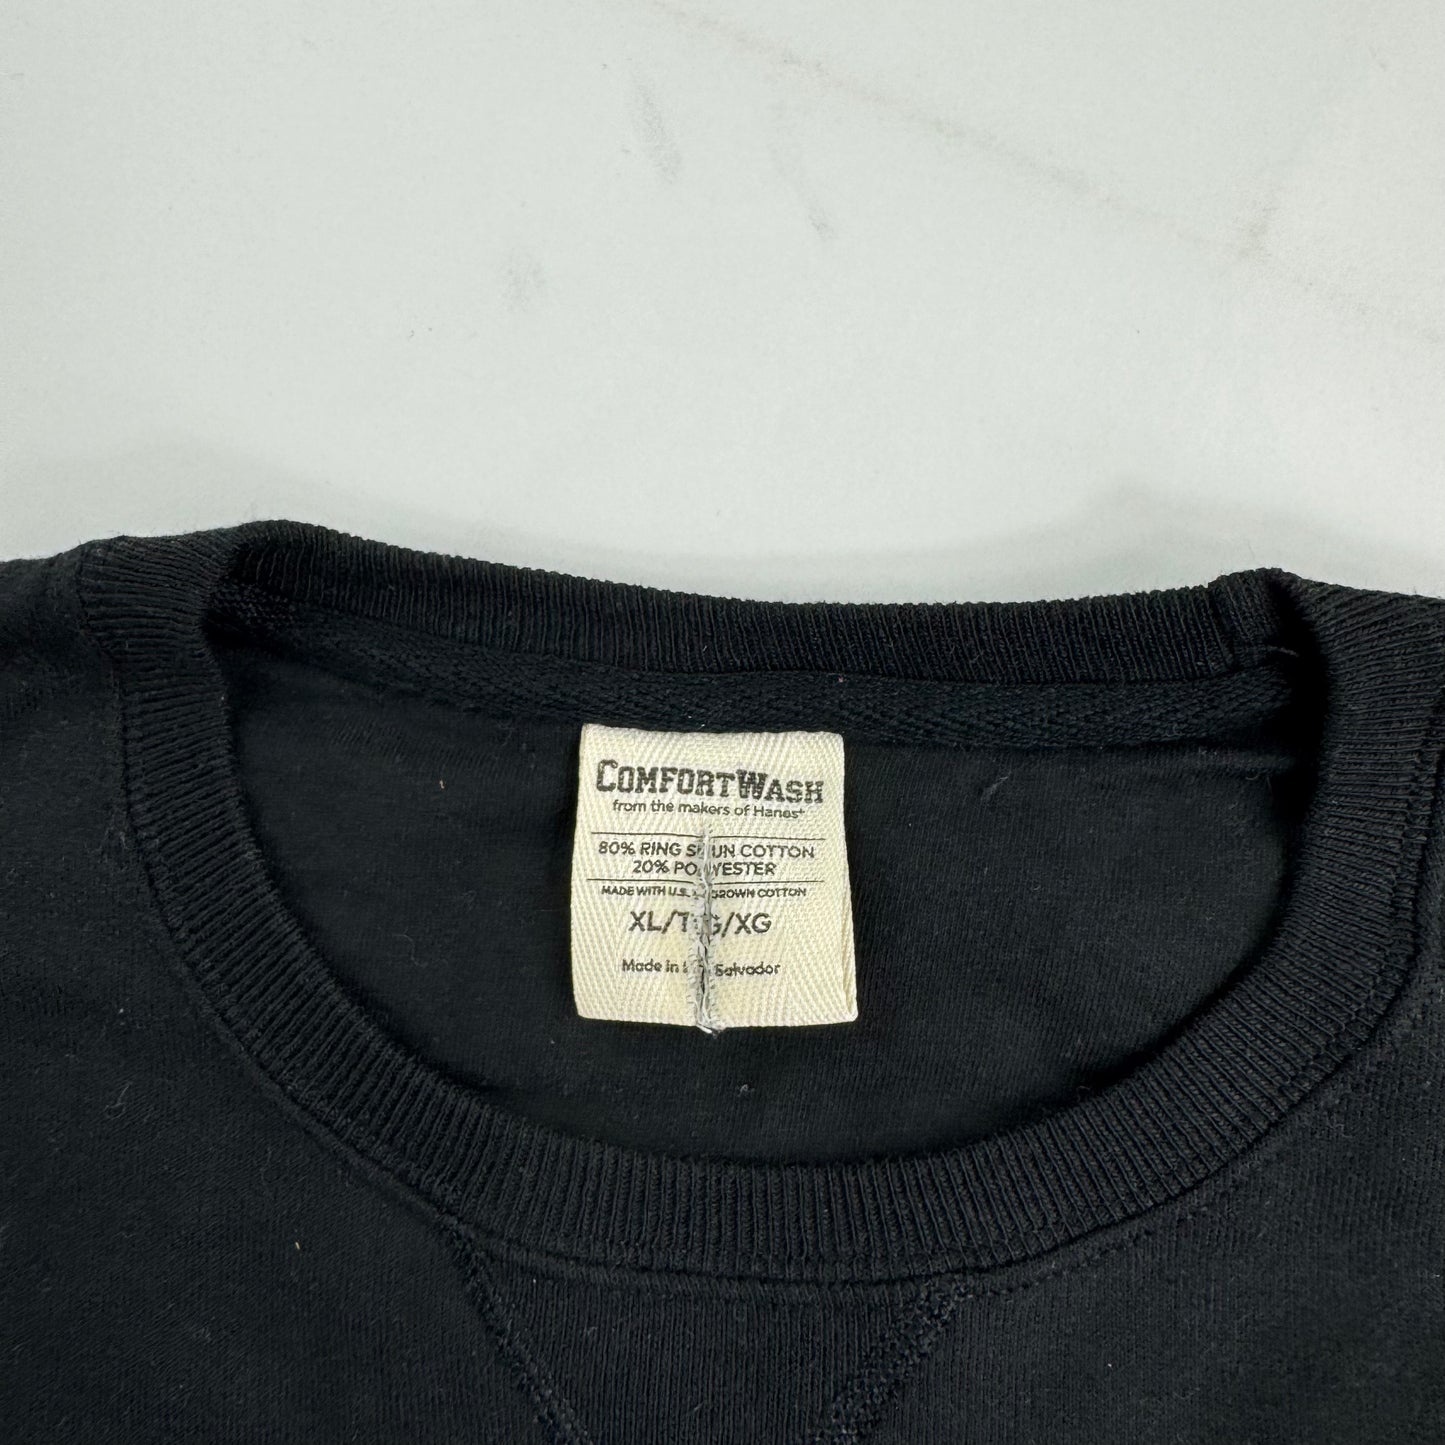 COMFORTWASH
from the makers of Hanes
80% RING SPUN COTTON
20% POLYESTER
MADE WITH U.S. GROWN COTTON
XL/TG/XG
Made in Salvador